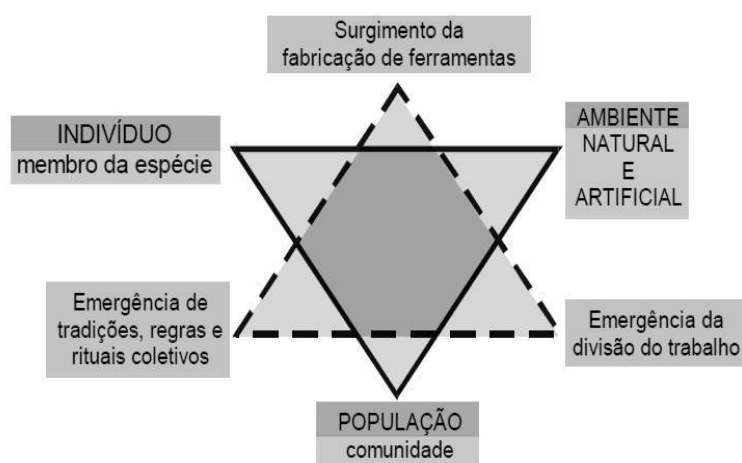 Surgimento da
fabricação de ferramentas
INDIVÍDUO
membro da espécie
AMBIENTE
NATURAL
E
ARTIFICIAL
Emergência de
tradições, regras e
rituais coletivos
Emergência da
divisão do trabalho
POPULAÇÃO
comunidade